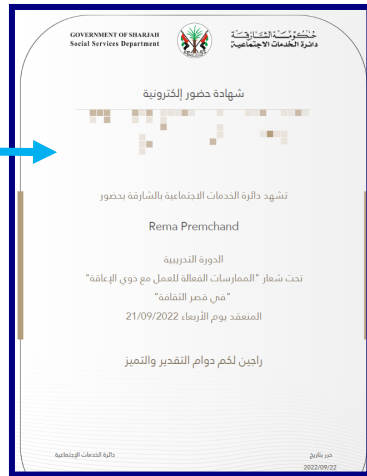 GOVERNMENT OF SHARJAH
Social Services Department
حكومة الشارقة
دائرة الخدمات الاجتماعية
شهادة حضور إلكترونية
تشهد دائرة الخدمات الاجتماعية بالشارقة بحضور
Rema Premchand
الدورة التدريبية
تحت شعار "الممارسات الفعالة للعمل مع ذوي الإعاقة"
"في قصر الثقافة"
المنعقد يوم الأربعاء 21/09/2022
راجين لكم دوام التقدير والتميز
حرر بتاريخ
2022/09/22
دائرة الخدمات الإجتماعية